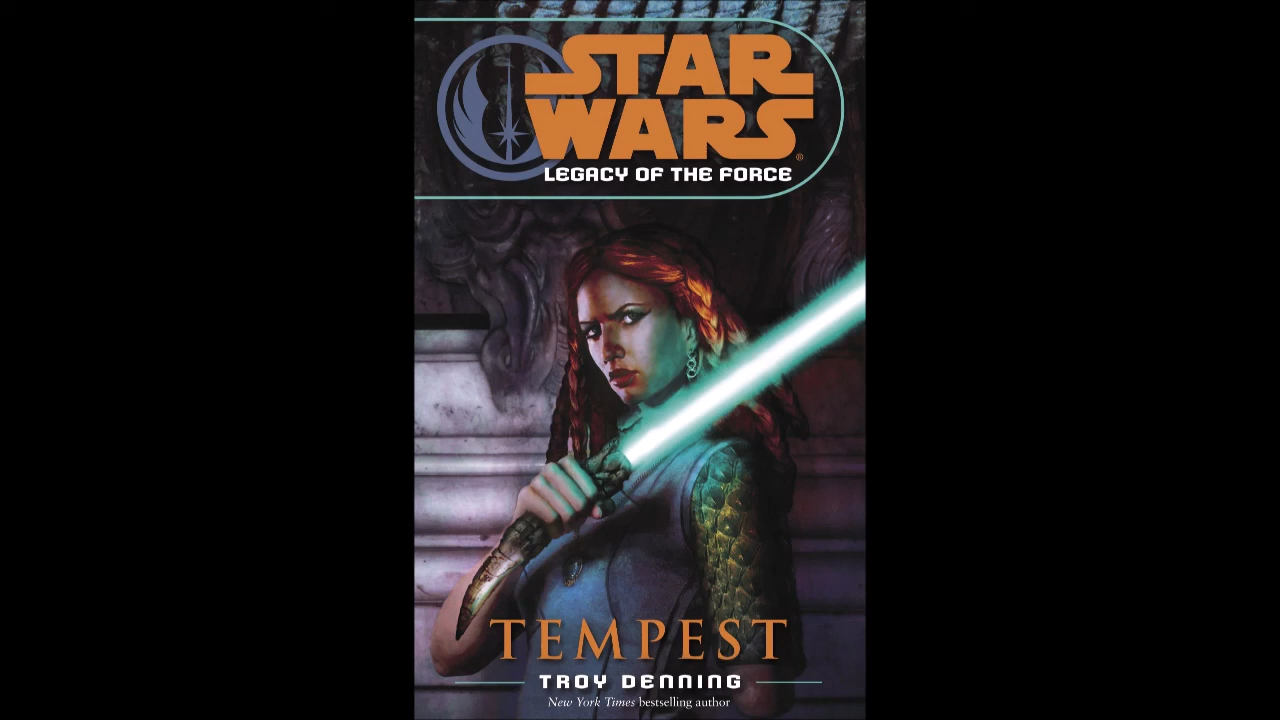 STAR
WARS®
LEGACY OF THE FORCE
TEMPEST
TROY DENNING
New York Times bestselling author